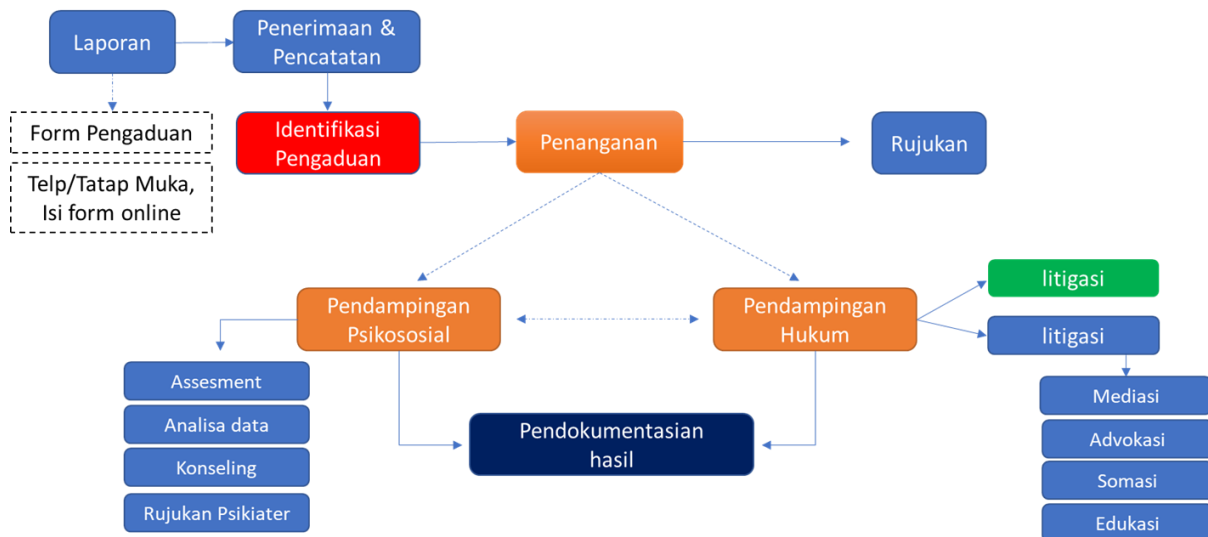 Laporan
Penerimaan &
Pencatatan
Form Pengaduan
Telp/Tatap Muka,
Isi form online
Identifikasi
Pengaduan
Penanganan
Rujukan
Pendampingan
Psikososial
Pendampingan
Hukum
litigasi
litigasi
Assesment
Analisa data
Konseling
Rujukan Psikiater
Pendokumentasian
hasil
Mediasi
Advokasi
Somasi
Edukasi